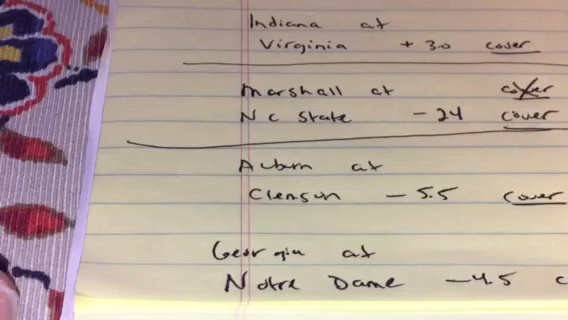 Indiana at
Virginia +3.0 cover
Marshall at cover
NC State -24 cover
Auburn at
Clemson -5.5 cover
Georgia at
Notre Dame -4.5 c